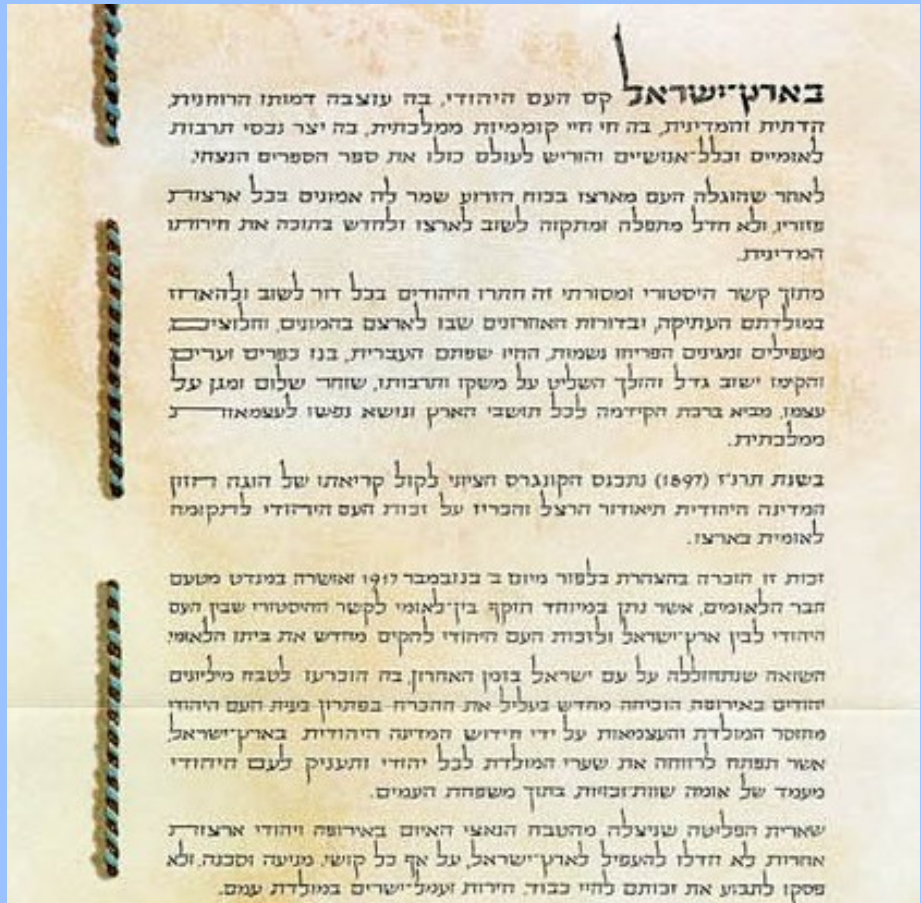 בארץ־ישראל קם העם היהודי, בה עוצבה דמותו הרוחנית,
הדתית והמדינית, בה חי חיי קוממיות ממלכתית, בה יצר נכסי תרבות
לאומיים וכלל־אנושיים והוריש לעולם כולו את ספר הספרים הנצחי.
לאחר שהוגלה העם מארצו בכוח הזרוע שמר לה אמונים בכל ארצות
פזוריו, ולא חדל מתפלה ומתקוה לשוב לארצו ולחדש בתוכה את חירותו
המדינית.
מתוך קשר היסטורי ומסורתי זה חתרו היהודים בכל דור לשוב ולהאחז
במולדתם העתיקה, ובדורות האחרונים שבו לארצם בהמונים, וחלוצים,
מעפילים ומגינים הפריחו נשמות, החיו שפתם העברית, בנו כפרים וערים,
והקימו ישוב גדל והולך השליט על משקו ותרבותו, שוחר שלום ומגן על
עצמו, מביא ברכת הקידמה לכל תושבי הארץ ונושא נפשו לעצמאות
ממלכתית.
בשנת תרנ״ז (1897) נתכנס הקונגרס הציוני לקול קריאתו של הוגה חזון
המדינה היהודית תיאודור הרצל והכריז על זכות העם היהודי לתקומה
לאומית בארצו.
זכות זו הוכרה בהצהרת בלפור מיום ב׳ בנובמבר 1917 ואושרה במנדט מטעם
חבר הלאומים, אשר נתן במיוחד תוקף בין־לאומי לקשר ההיסטורי שבין העם
היהודי לבין ארץ־ישראל ולזכות העם היהודי להקים מחדש את ביתו הלאומי.
השואה שנתחוללה על עם ישראל בזמן האחרון, בה הוכרעו לטבח מיליונים
יהודים באירופה, הוכיחה מחדש בעליל את ההכרח בפתרון בעית העם היהודי
מחוסר המולדת והעצמאות על ידי חידוש המדינה היהודית בארץ־ישראל,
אשר תפתח לרווחה את שערי המולדת לכל יהודי ותעניק לעם היהודי
מעמד של אומה שוות־זכויות בתוך משפחת העמים.
שארית הפליטה שניצלה מהטבח הנאצי האיום באירופה ויהודי ארצות
אחרות לא חדלו להעפיל לארץ־ישראל, על אף כל קושי, מניעה וסכנה, ולא
פסקו לתבוע את זכותם לחיי כבוד, חירות ועמל־ישרים במולדת עמם.